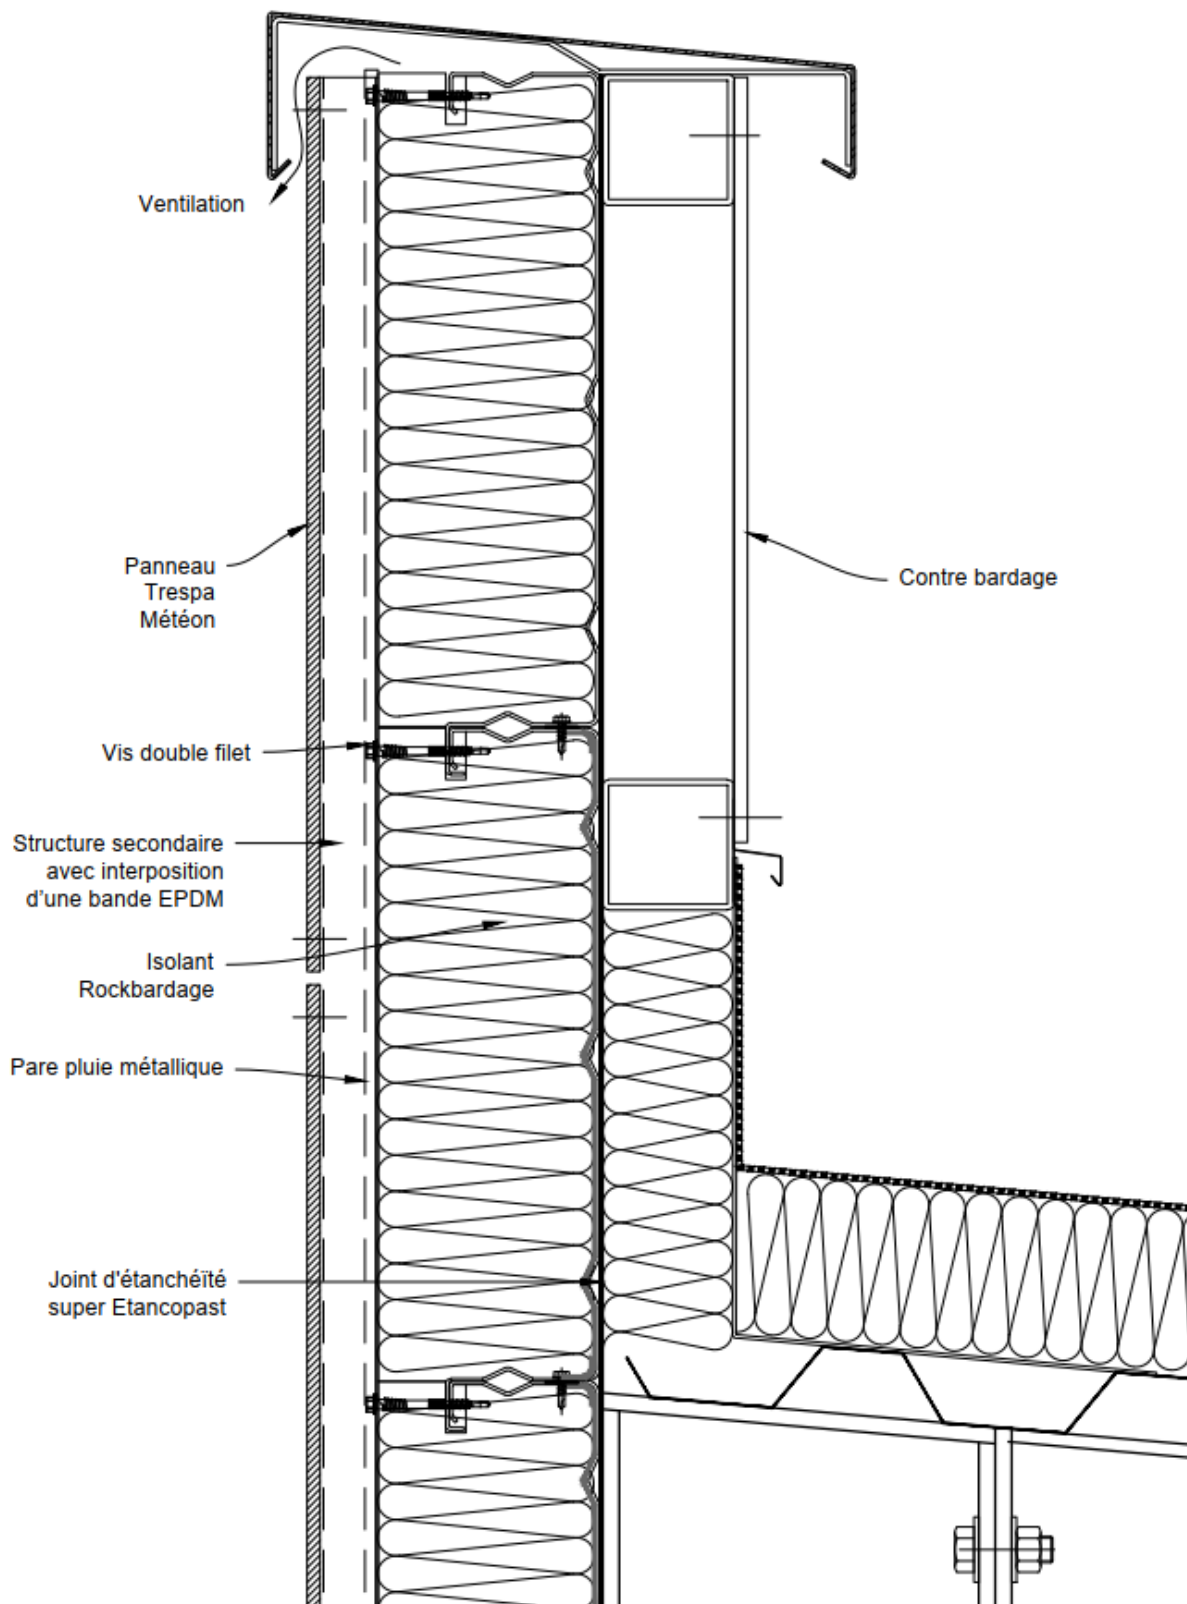 Ventilation
Panneau
Trespa
Météon
Contre bardage
Vis double filet
Structure secondaire
avec interposition
d'une bande EPDM
Isolant
Rockbardage
Pare pluie métallique
Joint d'étanchéïté
super Etancopast